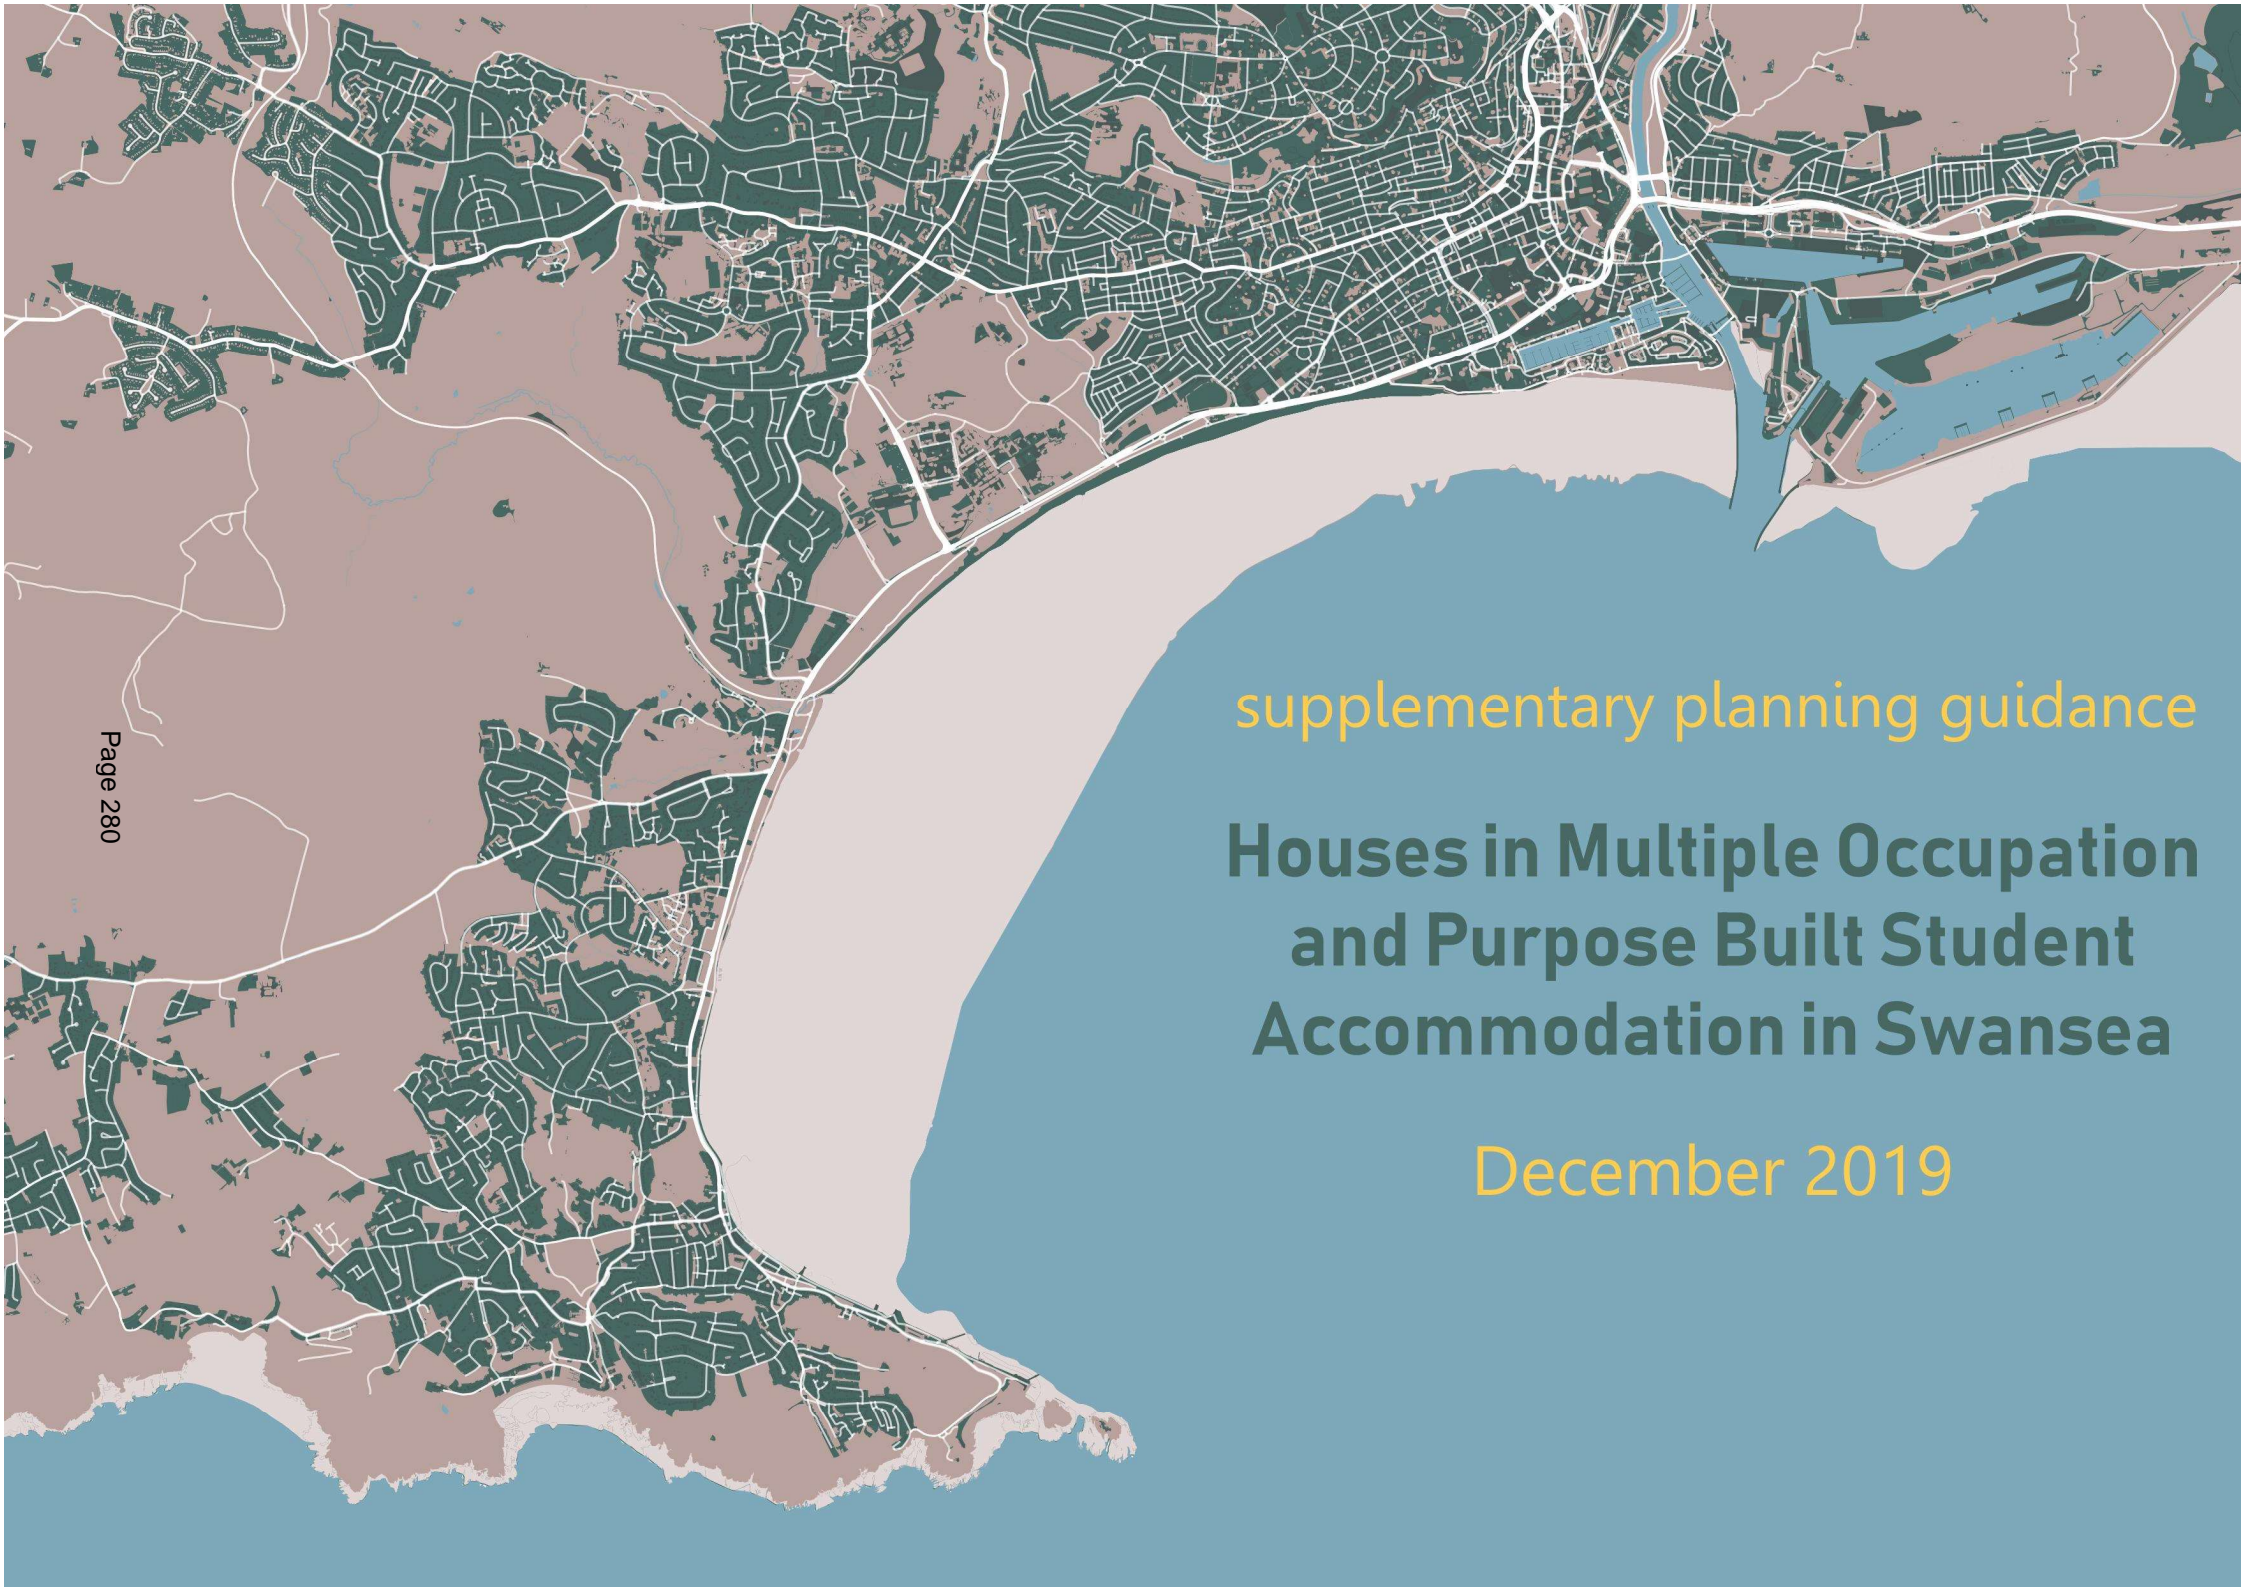 supplementary planning guidance
Houses in Multiple Occupation
and Purpose Built Student
Accommodation in Swansea
December 2019
Page 280